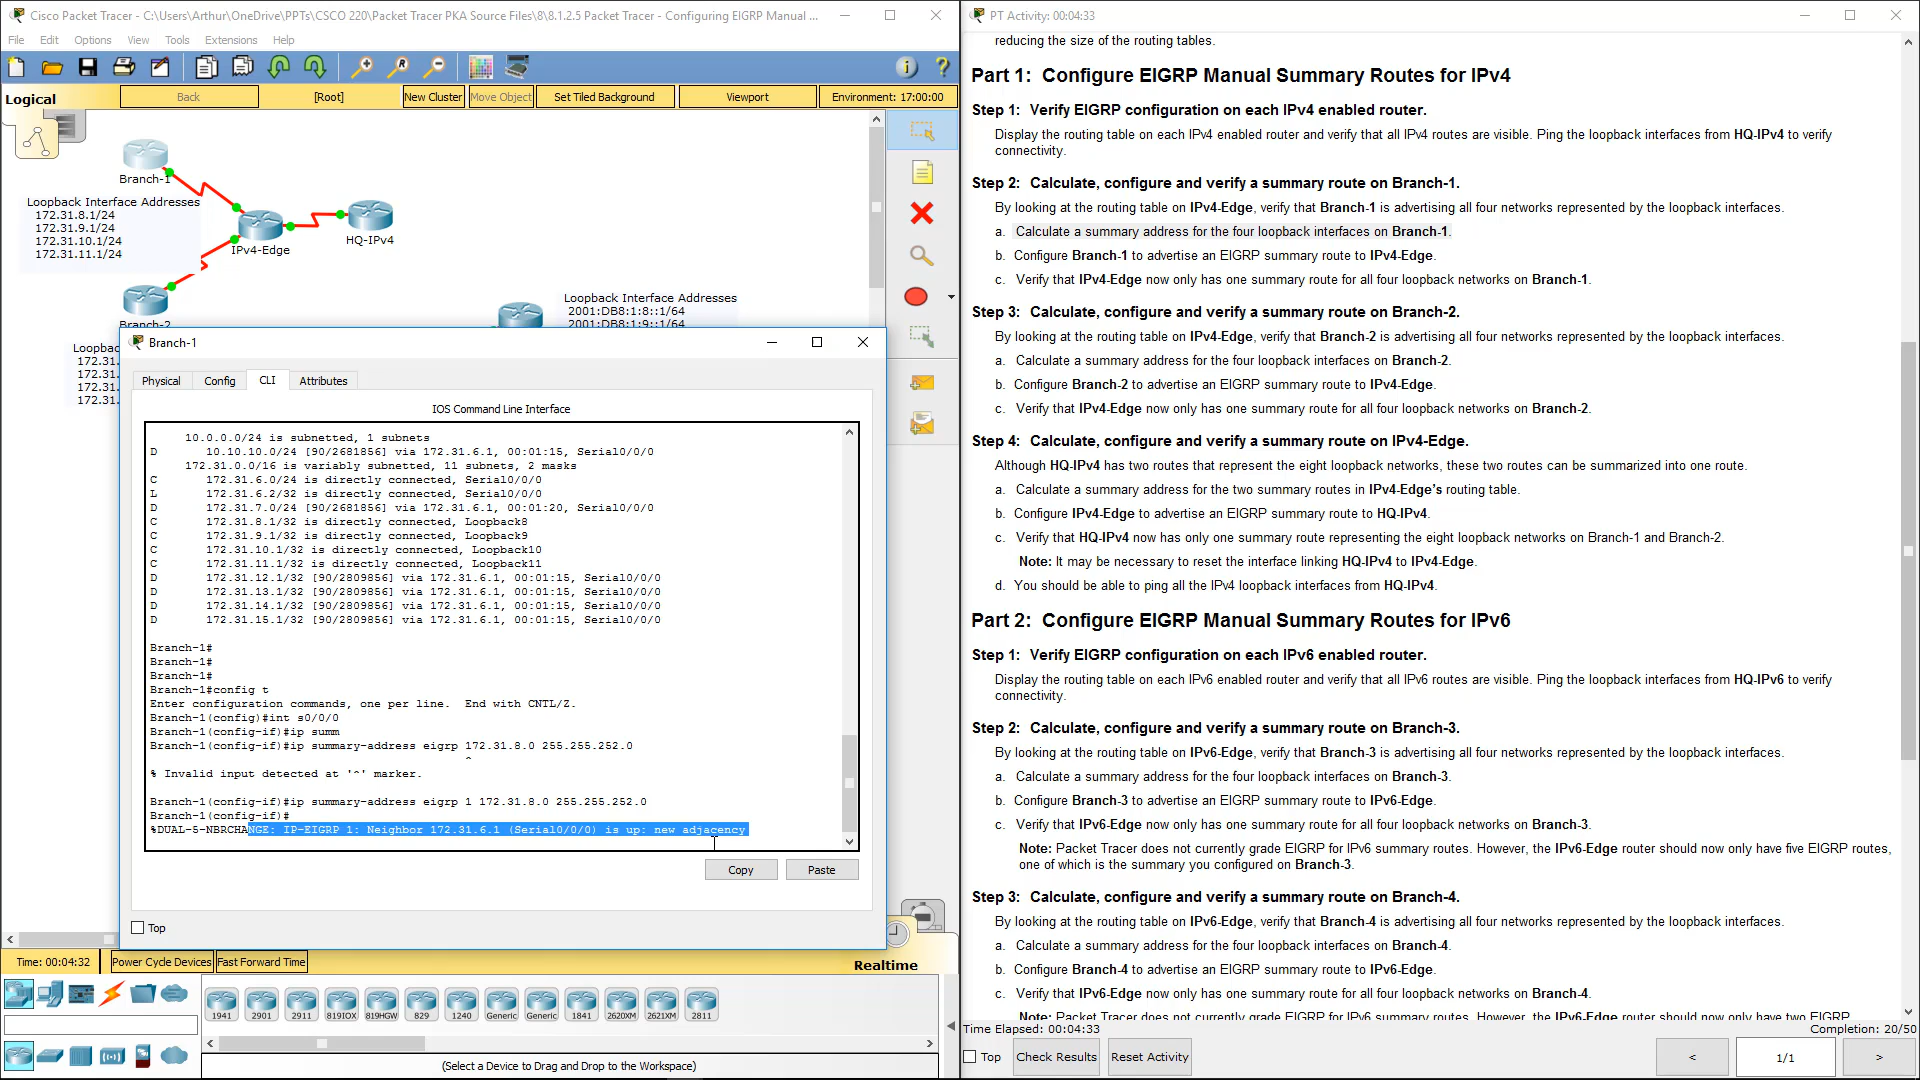 Cisco Packet Tracer - C:\Users\Arthur\OneDrive\PPTs\CSCO 220\Packet Tracer PKA Source Files\8\8.1.2.5 Packet Tracer - Configuring EIGRP Manual ...
File Edit Options View Tools Extensions Help
Logical
Back
[Root]
New Cluster
Move Object
Set Tiled Background
Viewport
Environment: 17:00:00
Branch-1
Loopback Interface Addresses
172.31.8.1/24
172.31.9.1/24
172.31.10.1/24
172.31.11.1/24
IPv4-Edge
HQ-IPv4
Branch-2
Loopback Interface Addresses
2001:DB8:1:8::1/64
2001:DB8:1:9::1/64
Loopb
172.31.
172.31
172.31
172.31.
Branch-1
Physical Config CLI Attributes
IOS Command Line Interface
10.0.0.0/24 is subnetted, 1 subnets
D 10.10.10.0/24 [90/2681856] via 172.31.6.1, 00:01:15, Serial0/0/0
172.31.0.0/16 is variably subnetted, 11 subnets, 2 masks
C 172.31.6.0/24 is directly connected, Serial0/0/0
L 172.31.6.2/32 is directly connected, Serial0/0/0
D 172.31.7.0/24 [90/2681856] via 172.31.6.1, 00:01:20, Serial0/0/0
C 172.31.8.1/32 is directly connected, Loopback8
C 172.31.9.1/32 is directly connected, Loopback9
C 172.31.10.1/32 is directly connected, Loopback10
C 172.31.11.1/32 is directly connected, Loopback11
D 172.31.12.1/32 [90/2809856] via 172.31.6.1, 00:01:15, Serial0/0/0
D 172.31.13.1/32 [90/2809856] via 172.31.6.1, 00:01:15, Serial0/0/0
D 172.31.14.1/32 [90/2809856] via 172.31.6.1, 00:01:15, Serial0/0/0
D 172.31.15.1/32 [90/2809856] via 172.31.6.1, 00:01:15, Serial0/0/0
Branch-1#
Branch-1#
Branch-1#
Branch-1#config t
Enter configuration commands, one per line. End with CNTL/Z.
Branch-1(config)#int s0/0/0
Branch-1(config-if)#ip summ
Branch-1(config-if)#ip summary-address eigrp 172.31.8.0 255.255.252.0
^
% Invalid input detected at '^' marker.
Branch-1(config-if)#ip summary-address eigrp 1 172.31.8.0 255.255.252.0
Branch-1(config-if)#
%DUAL-5-NBRCHANGE: IP-EIGRP 1: Neighbor 172.31.6.1 (Serial0/0/0) is up: new adjacency
Copy
Paste
Top
Time: 00:04:32
Power Cycle Devices
Fast Forward Time
Realtime
1941 2901 2911 819IOX 819HGW 829 1240 Generic Generic 1841 2620XM 2621XM 2811
(Select a Device to Drag and Drop to the Workspace)
PT Activity: 00:04:33
reducing the size of the routing tables.
Part 1: Configure EIGRP Manual Summary Routes for IPv4
Step 1: Verify EIGRP configuration on each IPv4 enabled router.
Display the routing table on each IPv4 enabled router and verify that all IPv4 routes are visible. Ping the loopback interfaces from HQ-IPv4 to verify
connectivity.
Step 2: Calculate, configure and verify a summary route on Branch-1.
By looking at the routing table on IPv4-Edge, verify that Branch-1 is advertising all four networks represented by the loopback interfaces.
a. Calculate a summary address for the four loopback interfaces on Branch-1.
b. Configure Branch-1 to advertise an EIGRP summary route to IPv4-Edge.
c. Verify that IPv4-Edge now only has one summary route for all four loopback networks on Branch-1.
Step 3: Calculate, configure and verify a summary route on Branch-2.
By looking at the routing table on IPv4-Edge, verify that Branch-2 is advertising all four networks represented by the loopback interfaces.
a. Calculate a summary address for the four loopback interfaces on Branch-2.
b. Configure Branch-2 to advertise an EIGRP summary route to IPv4-Edge.
c. Verify that IPv4-Edge now only has one summary route for all four loopback networks on Branch-2.
Step 4: Calculate, configure and verify a summary route on IPv4-Edge.
Although HQ-IPv4 has two routes that represent the eight loopback networks, these two routes can be summarized into one route.
a. Calculate a summary address for the two summary routes in IPv4-Edge's routing table.
b. Configure IPv4-Edge to advertise an EIGRP summary route to HQ-IPv4.
c. Verify that HQ-IPv4 now has only one summary route representing the eight loopback networks on Branch-1 and Branch-2.
Note: It may be necessary to reset the interface linking HQ-IPv4 to IPv4-Edge.
d. You should be able to ping all the IPv4 loopback interfaces from HQ-IPv4.
Part 2: Configure EIGRP Manual Summary Routes for IPv6
Step 1: Verify EIGRP configuration on each IPv6 enabled router.
Display the routing table on each IPv6 enabled router and verify that all IPv6 routes are visible. Ping the loopback interfaces from HQ-IPv6 to verify
connectivity.
Step 2: Calculate, configure and verify a summary route on Branch-3.
By looking at the routing table on IPv6-Edge, verify that Branch-3 is advertising all four networks represented by the loopback interfaces.
a. Calculate a summary address for the four loopback interfaces on Branch-3.
b. Configure Branch-3 to advertise an EIGRP summary route to IPv6-Edge.
c. Verify that IPv6-Edge now only has one summary route for all four loopback networks on Branch-3.
Note: Packet Tracer does not currently grade EIGRP for IPv6 summary routes. However, the IPv6-Edge router should now only have five EIGRP routes,
one of which is the summary you configured on Branch-3.
Step 3: Calculate, configure and verify a summary route on Branch-4.
By looking at the routing table on IPv6-Edge, verify that Branch-4 is advertising all four networks represented by the loopback interfaces.
a. Calculate a summary address for the four loopback interfaces on Branch-4.
b. Configure Branch-4 to advertise an EIGRP summary route to IPv6-Edge.
c. Verify that IPv6-Edge now only has one summary route for all four loopback networks on Branch-4.
Note: Packet Tracer does not currently grade EIGRP for IPv6 summary routes. However, the IPv6-Edge router should now only have two EIGRP
Time Elapsed: 00:04:33
Completion: 20/50
Top
Check Results
Reset Activity
<
1/1
>